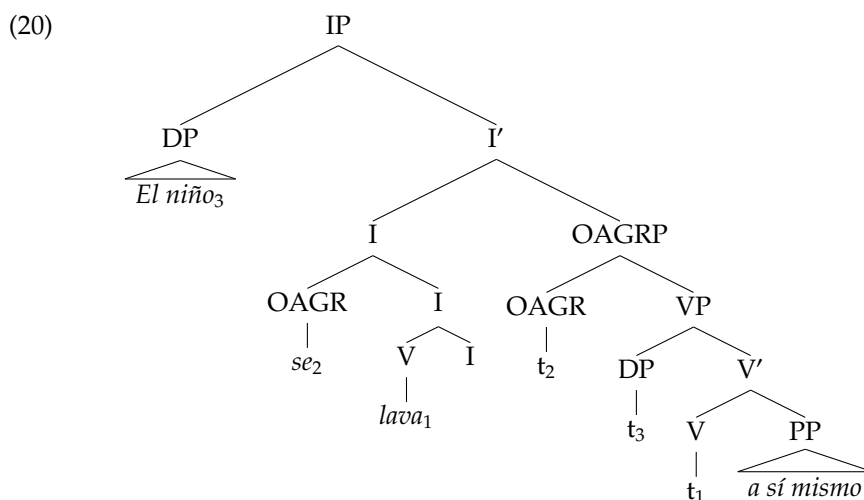 (20) IP
DP I′
El niño₃
I OAGRP
OAGR I OAGR VP
se₂ V I t₂ DP V′
lava₁ t₃ V PP
t₁ a sí mismo